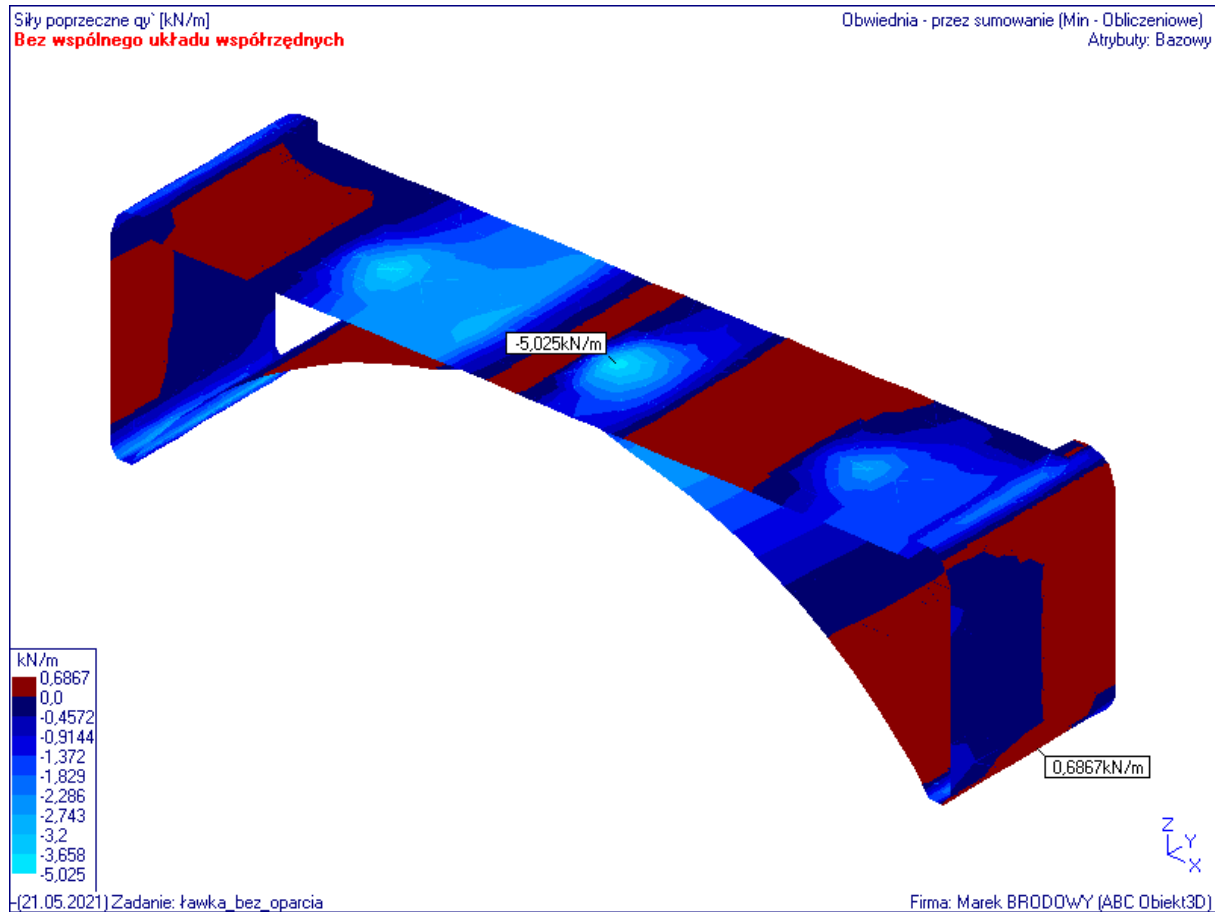 Siły poprzeczne qy` [kN/m]
Bez wspólnego układu współrzędnych
Obwiednia - przez sumowanie (Min - Obliczeniowe)
Atrybuty: Bazowy
-5,025kN/m
0,6867kN/m
kN/m
0,6867
0,0
-0,4572
-0,9144
-1,372
-1,829
-2,286
-2,743
-3,2
-3,658
-5,025
Z
Y
X
-(21.05.2021) Zadanie: ławka_bez_oparcia
Firma: Marek BRODOWY (ABC Obiekt3D)